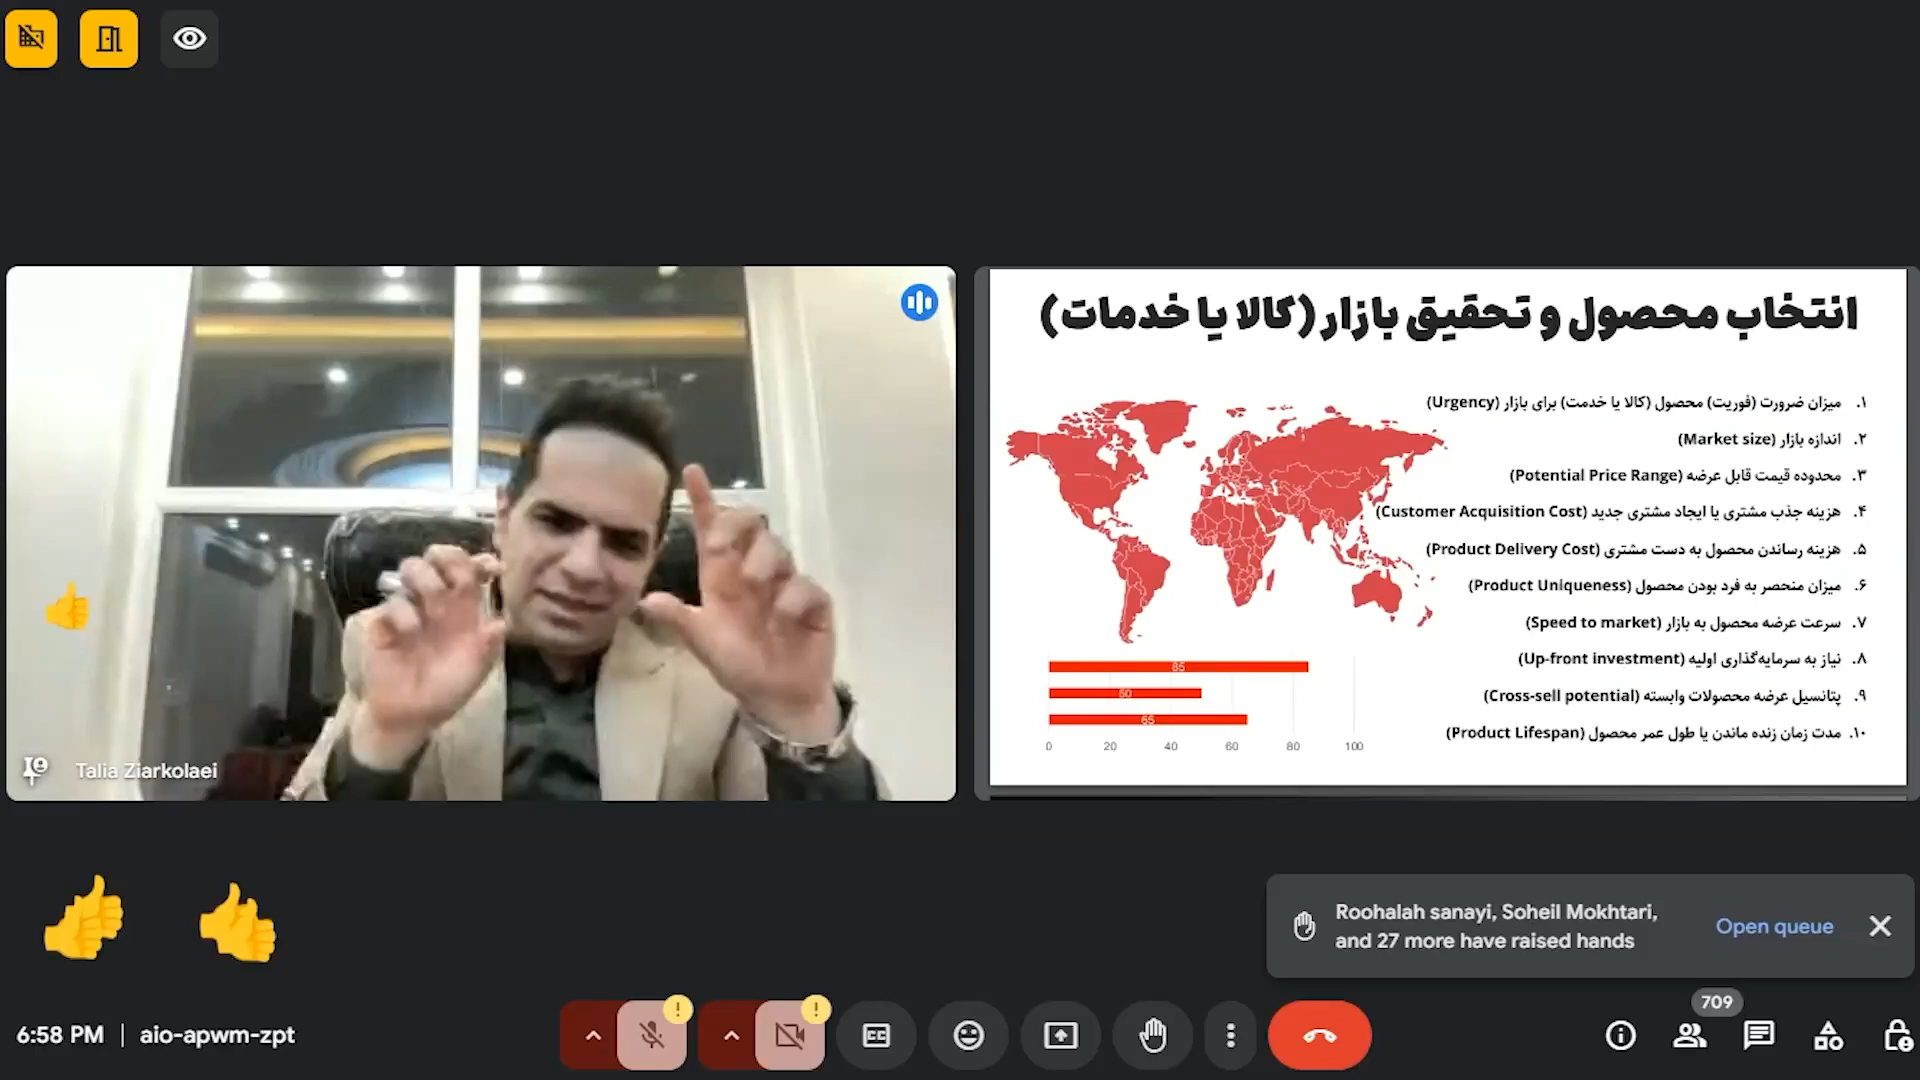 انتخاب محصول و تحقیق بازار (کالا یا خدمات)
۱. میزان ضرورت (فوریت) محصول (کالا یا خدمت) برای بازار (Urgency)
۲. اندازه بازار (Market size)
۳. محدوده قیمت قابل عرضه (Potential Price Range)
۴. هزینه جذب مشتری یا ایجاد مشتری جدید (Customer Acquisition Cost)
۵. هزینه رساندن محصول به دست مشتری (Product Delivery Cost)
۶. میزان منحصر به فرد بودن محصول (Product Uniqueness)
۷. سرعت عرضه محصول به بازار (Speed to market)
۸. نیاز به سرمایه‌گذاری اولیه (Up-front investment)
۹. پتانسیل عرضه محصولات وابسته (Cross-sell potential)
۱۰. مدت زمان زنده ماندن یا طول عمر محصول (Product Lifespan)
85
50
65
0 20 40 60 80 100
Talia Ziarkolaei
Roohalah sanayi, Soheil Mokhtari,
and 27 more have raised hands
Open queue
709
6:58 PM | aio-apwm-zpt